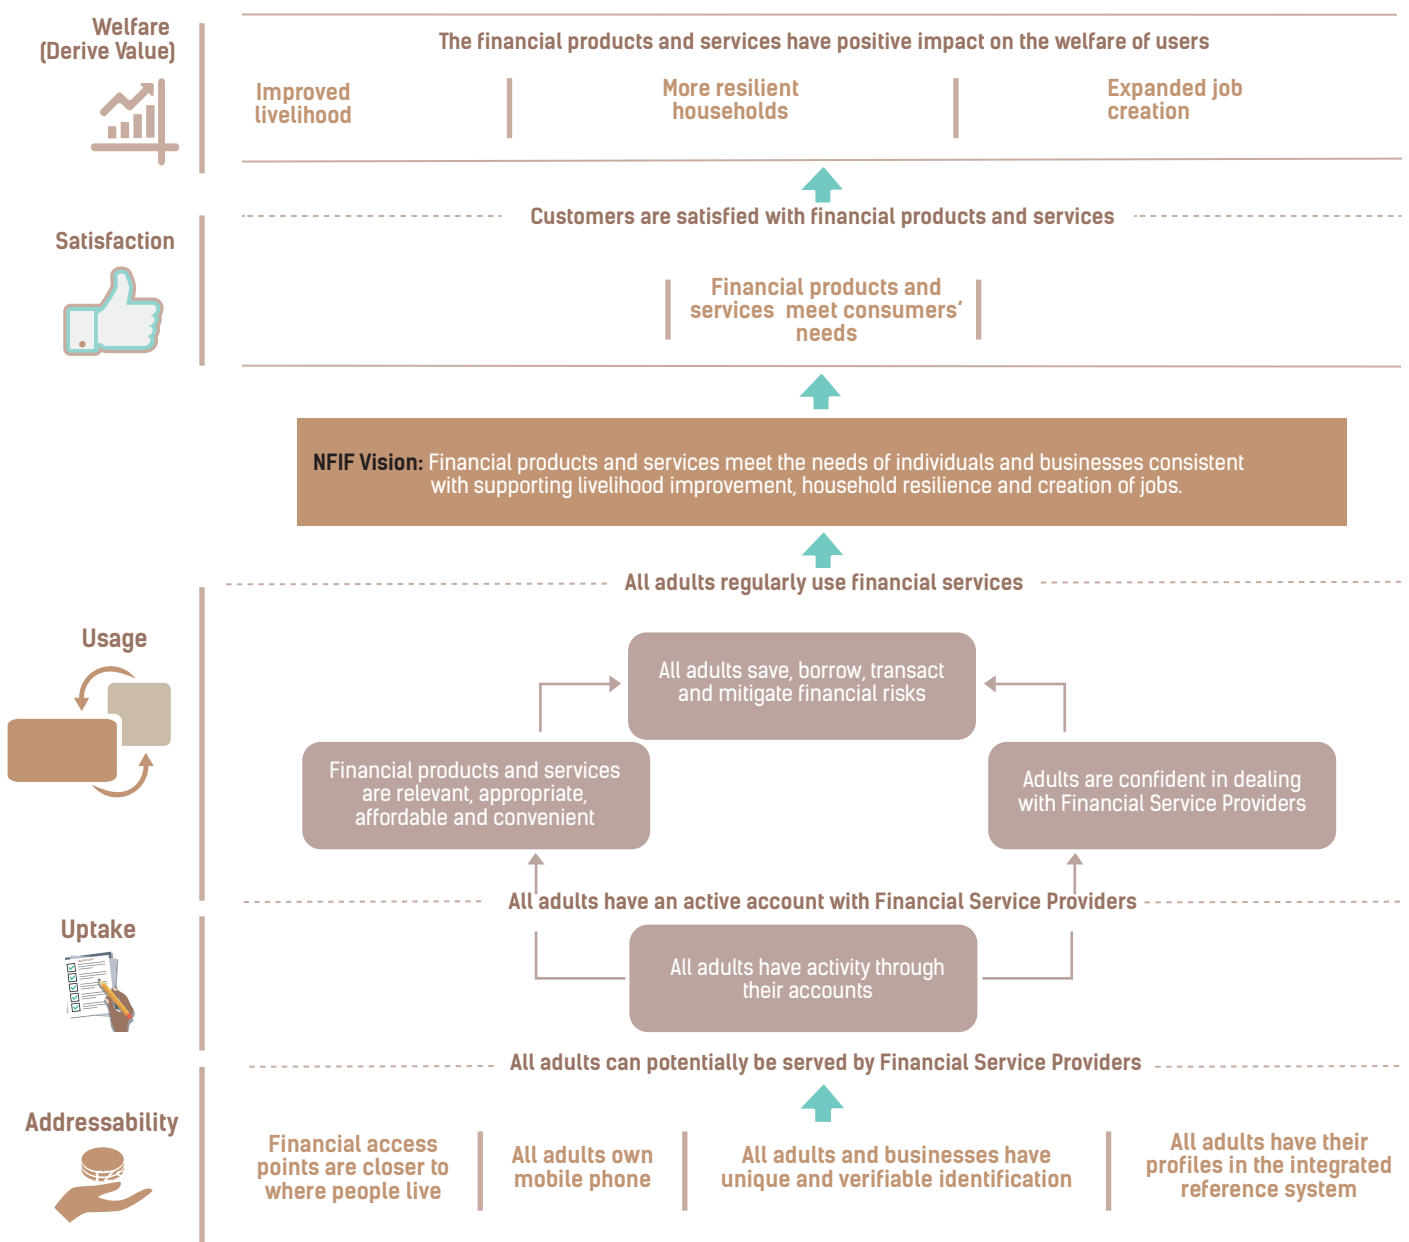 Welfare
(Derive Value)
The financial products and services have positive impact on the welfare of users
Improved
livelihood
More resilient
households
Expanded job
creation
Customers are satisfied with financial products and services
Satisfaction
Financial products and
services meet consumers’
needs
NFIF Vision: Financial products and services meet the needs of individuals and businesses consistent
with supporting livelihood improvement, household resilience and creation of jobs.
All adults regularly use financial services
Usage
All adults save, borrow, transact
and mitigate financial risks
Financial products and services
are relevant, appropriate,
affordable and convenient
Adults are confident in dealing
with Financial Service Providers
All adults have an active account with Financial Service Providers
Uptake
All adults have activity through
their accounts
All adults can potentially be served by Financial Service Providers
Addressability
Financial access
points are closer to
where people live
All adults own
mobile phone
All adults and businesses have
unique and verifiable identification
All adults have their
profiles in the integrated
reference system